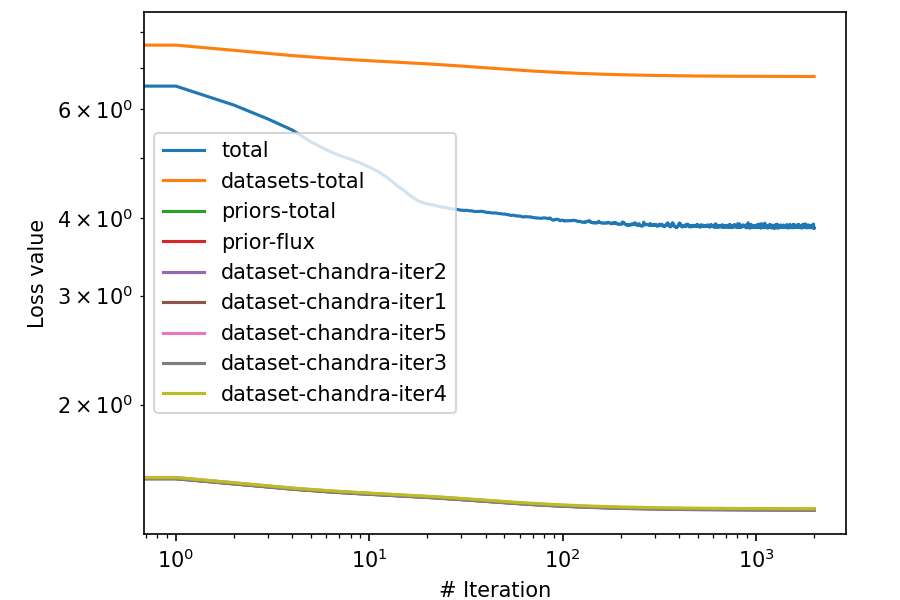 6 × 10⁰
4 × 10⁰
3 × 10⁰
2 × 10⁰
Loss value
total
datasets-total
priors-total
prior-flux
dataset-chandra-iter2
dataset-chandra-iter1
dataset-chandra-iter5
dataset-chandra-iter3
dataset-chandra-iter4
10⁰ 10¹ 10² 10³
# Iteration